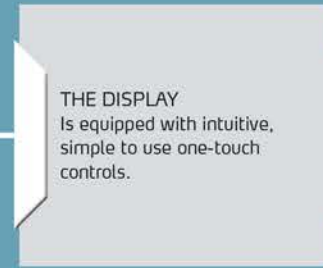 THE DISPLAY
Is equipped with intuitive,
simple to use one-touch
controls.